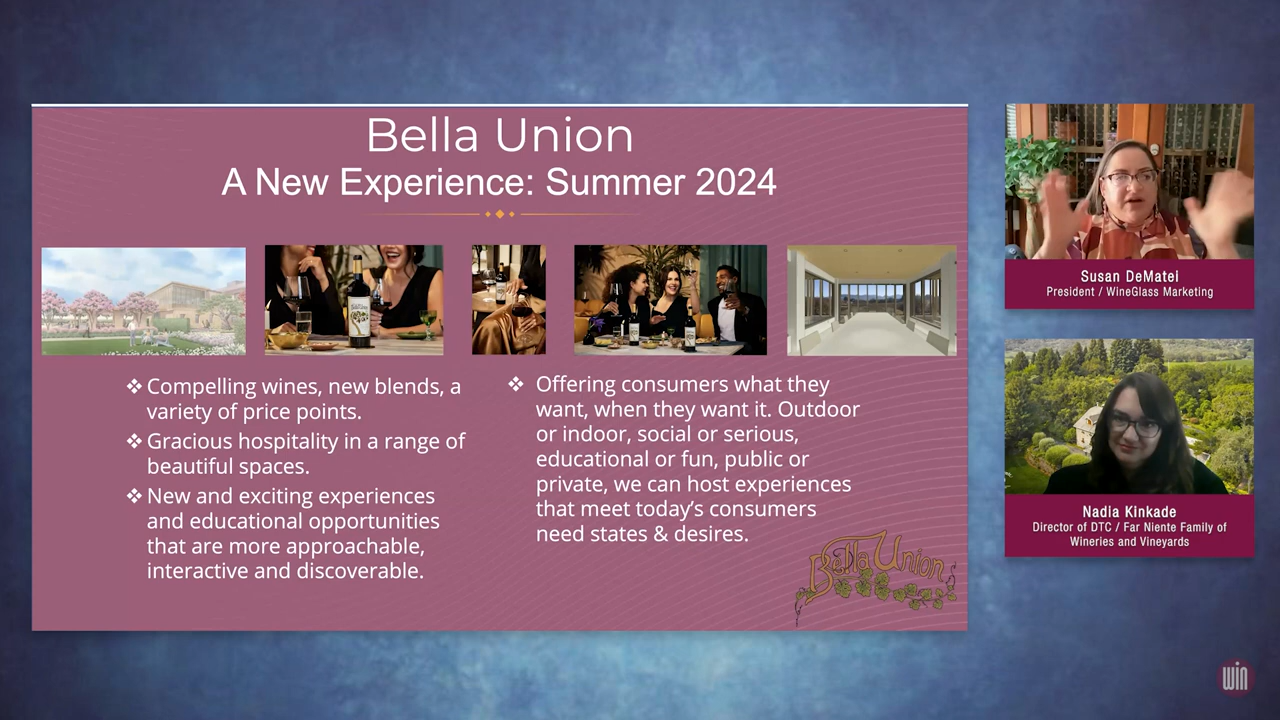 Bella Union
A New Experience: Summer 2024
❖ Compelling wines, new blends, a
variety of price points.
❖ Gracious hospitality in a range of
beautiful spaces.
❖ New and exciting experiences
and educational opportunities
that are more approachable,
interactive and discoverable.
❖ Offering consumers what they
want, when they want it. Outdoor
or indoor, social or serious,
educational or fun, public or
private, we can host experiences
that meet today’s consumers
need states & desires.
Bella Union
Susan DeMatei
President / WineGlass Marketing
Nadia Kinkade
Director of DTC / Far Niente Family of
Wineries and Vineyards
win